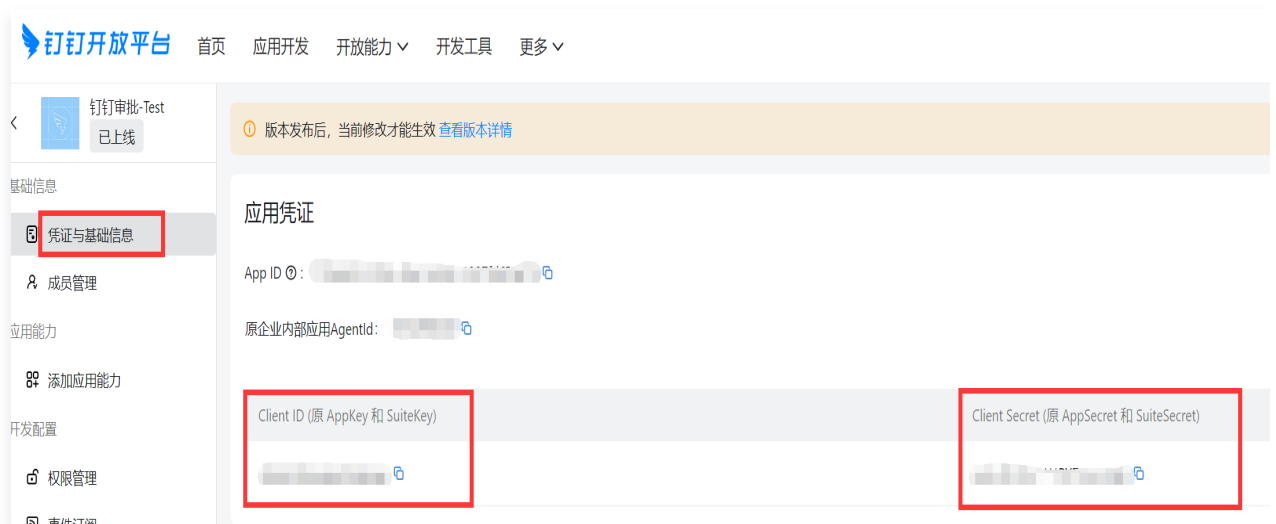 钉钉开放平台 首页 应用开发 开放能力 开发工具 更多
钉钉审批-Test
已上线
版本发布后，当前修改才能生效 查看版本详情
基础信息
应用凭证
凭证与基础信息
App ID :
成员管理
原企业内部应用AgentId:
应用能力
添加应用能力
Client ID (原 AppKey 和 SuiteKey) Client Secret (原 AppSecret 和 SuiteSecret)
开发配置
权限管理
事件订阅